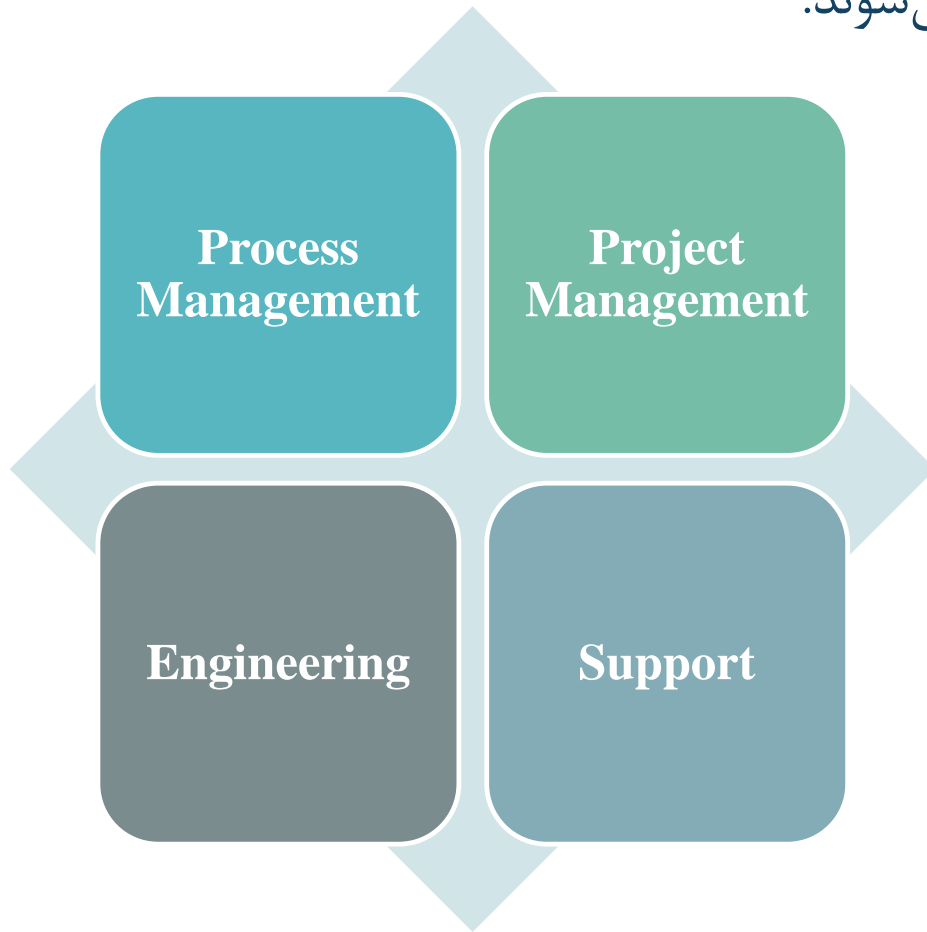 Process
Management
Project
Management
Engineering
Support